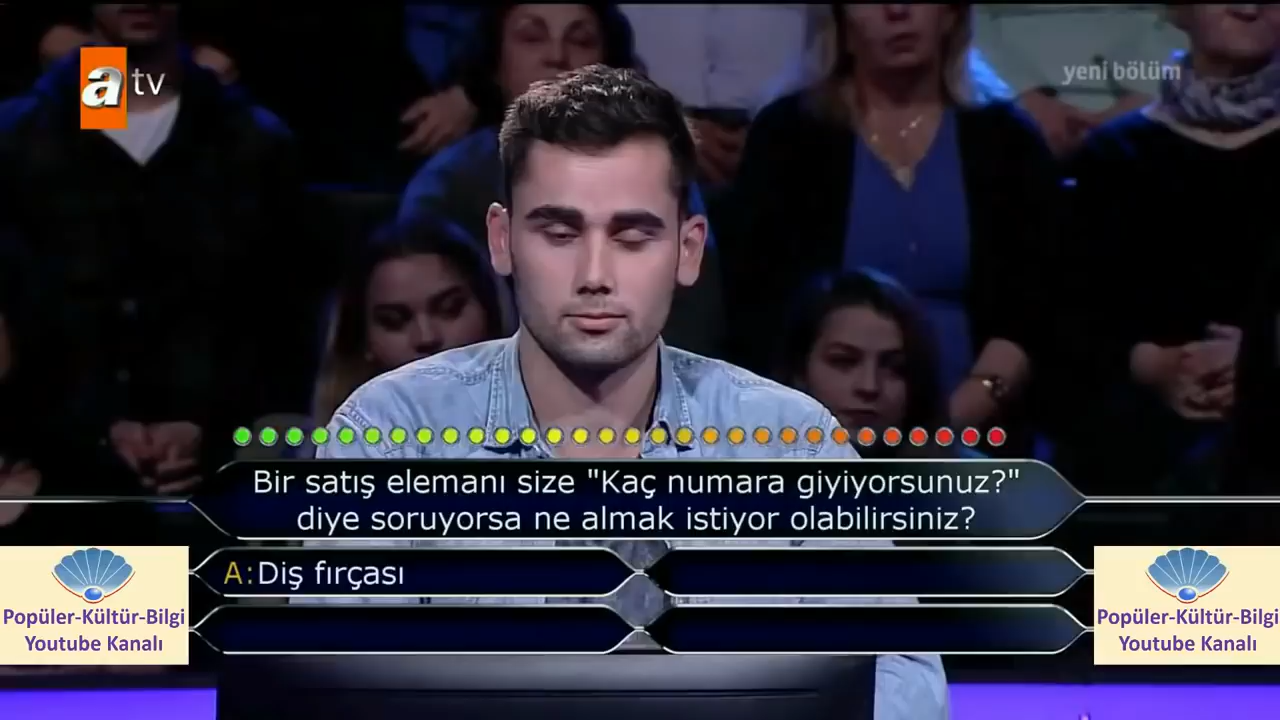 a tv
yeni bölüm
Bir satış elemanı size "Kaç numara giyiyorsunuz?"
diye soruyorsa ne almak istiyor olabilirsiniz?
A:Diş fırçası
Popüler-Kültür-Bilgi
Youtube Kanalı
Popüler-Kültür-Bilgi
Youtube Kanalı